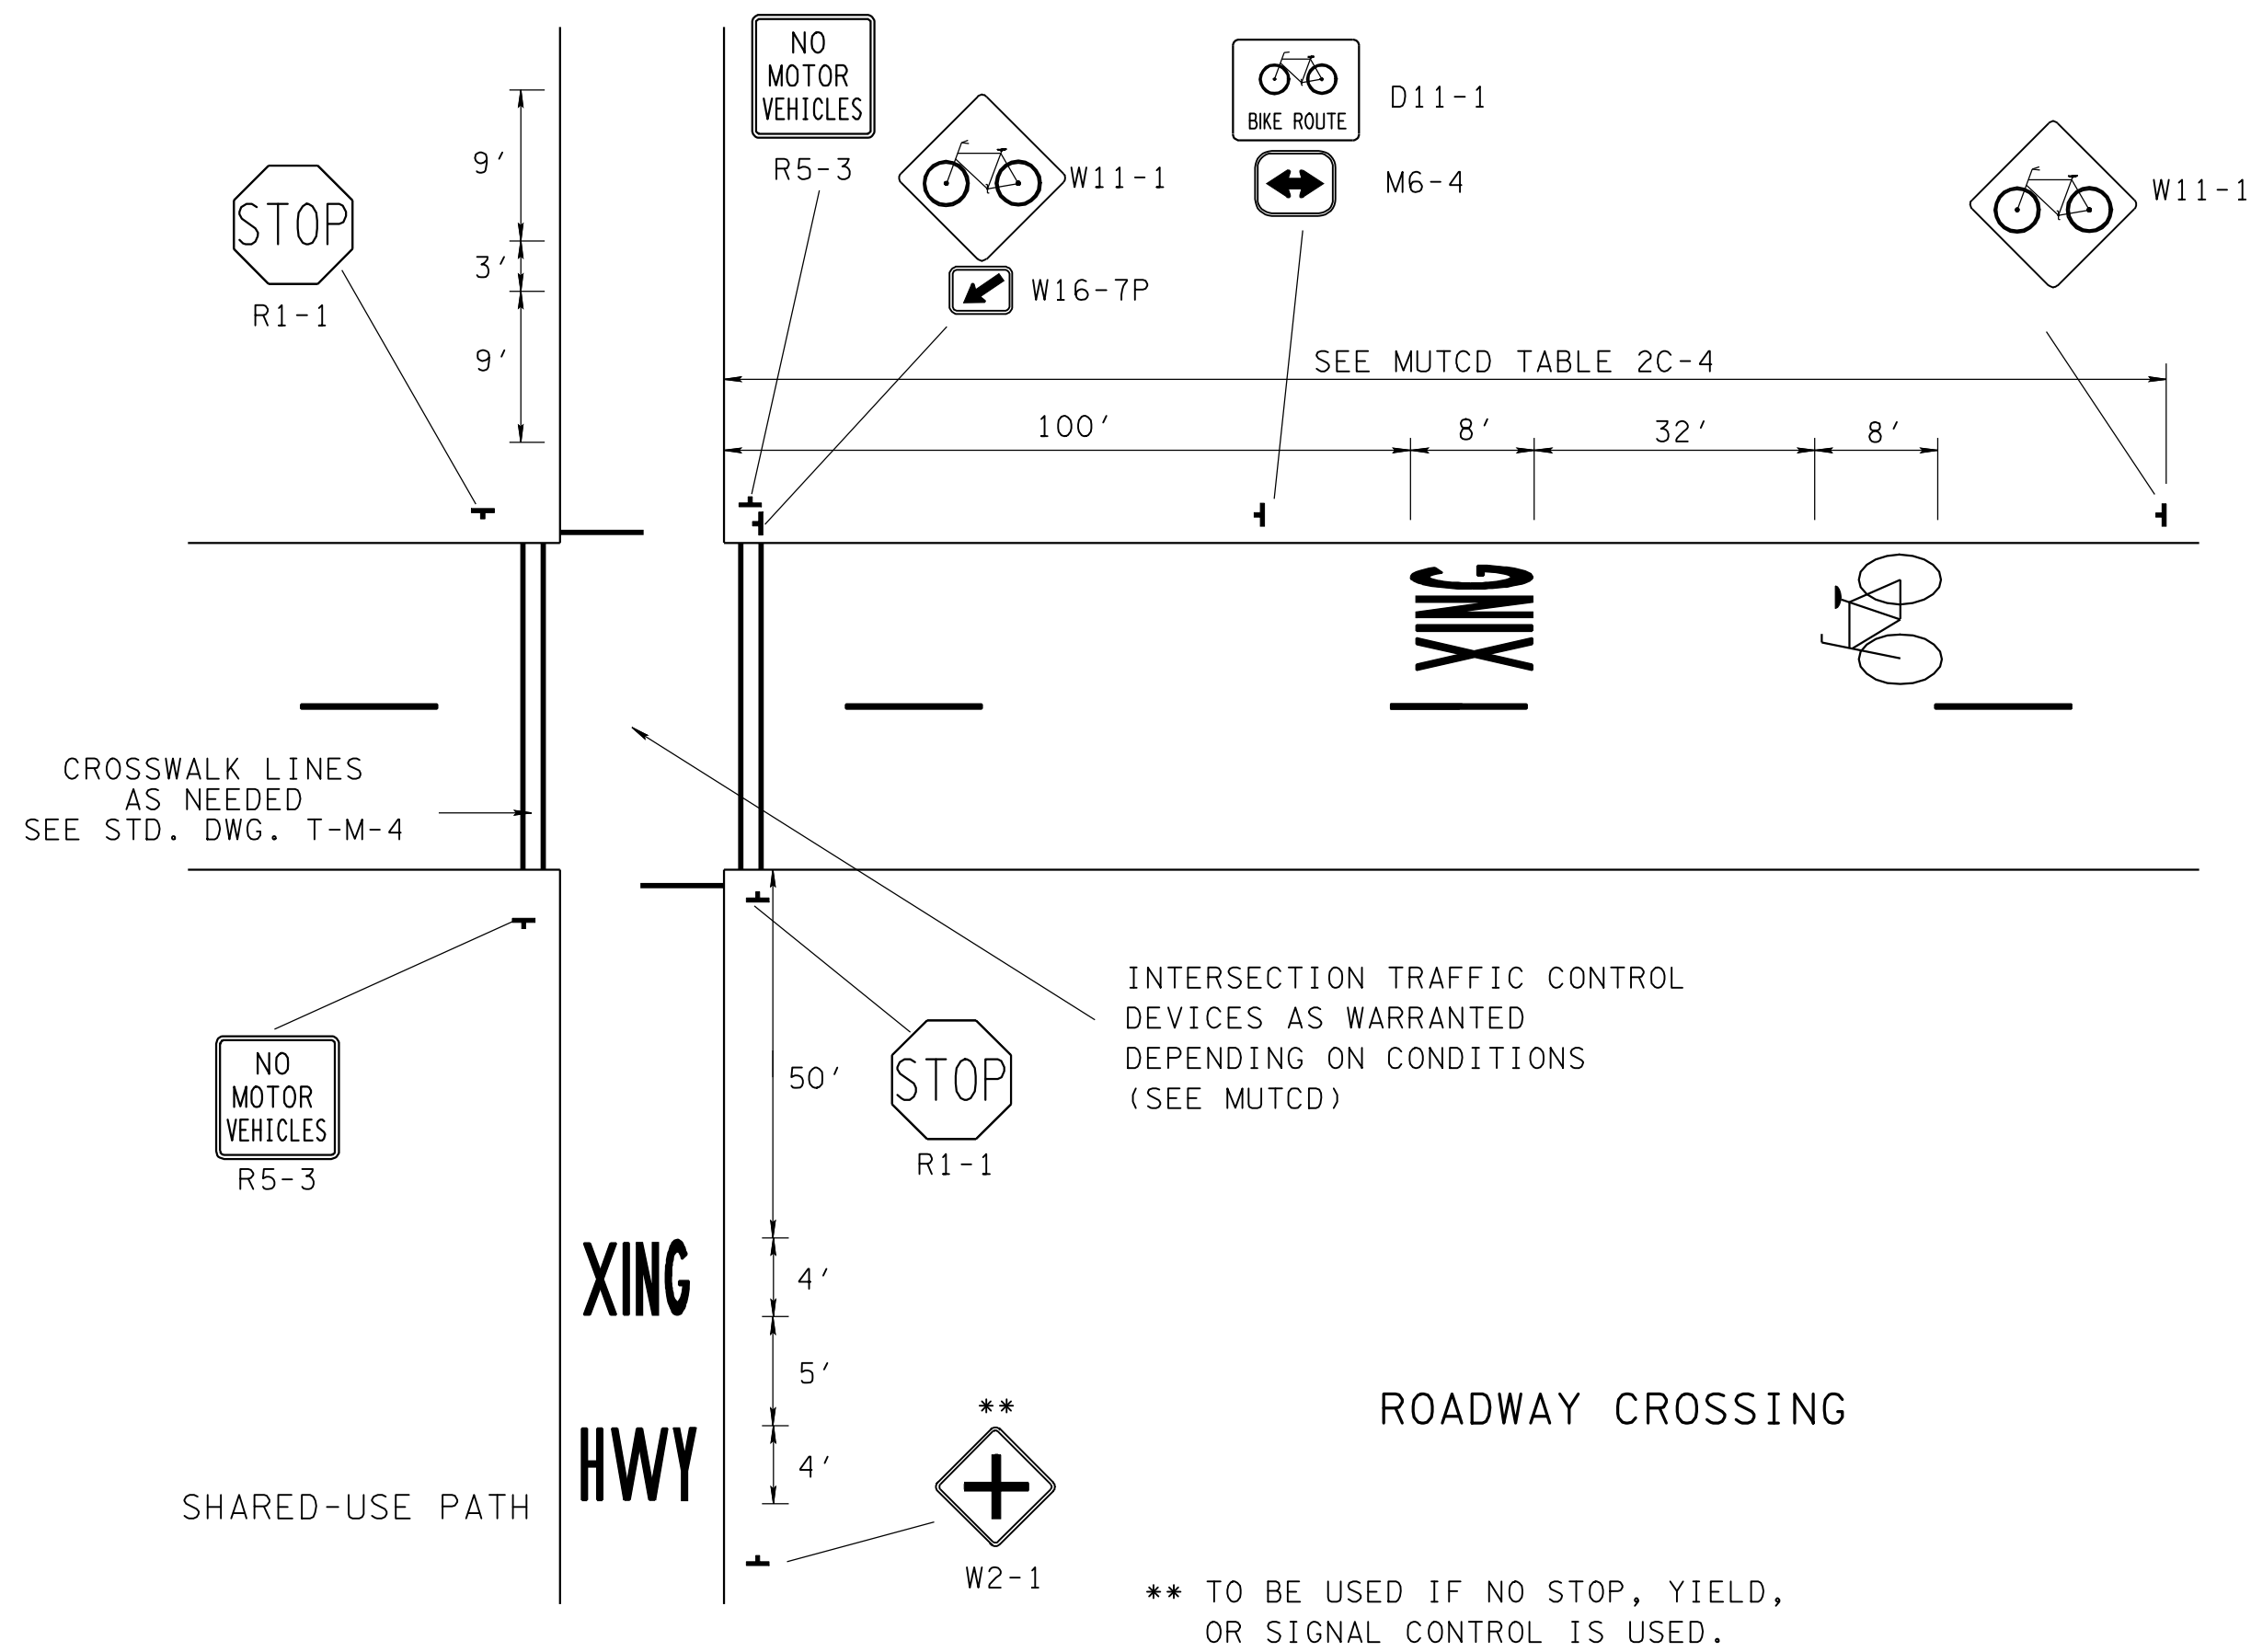 NO
MOTOR
VEHICLES
R5-3
BIKE ROUTE
D11-1
M6-4
W11-1
W16-7P
W11-1
9'
3'
9'
STOP
R1-1
SEE MUTCD TABLE 2C-4
100'
8'
32'
8'
XING
CROSSWALK LINES
AS NEEDED
SEE STD. DWG. T-M-4
INTERSECTION TRAFFIC CONTROL
DEVICES AS WARRANTED
DEPENDING ON CONDITIONS
(SEE MUTCD)
NO
MOTOR
VEHICLES
R5-3
50'
STOP
R1-1
XING
4'
5'
HWY
4'
**
W2-1
ROADWAY CROSSING
SHARED-USE PATH
** TO BE USED IF NO STOP, YIELD,
OR SIGNAL CONTROL IS USED.